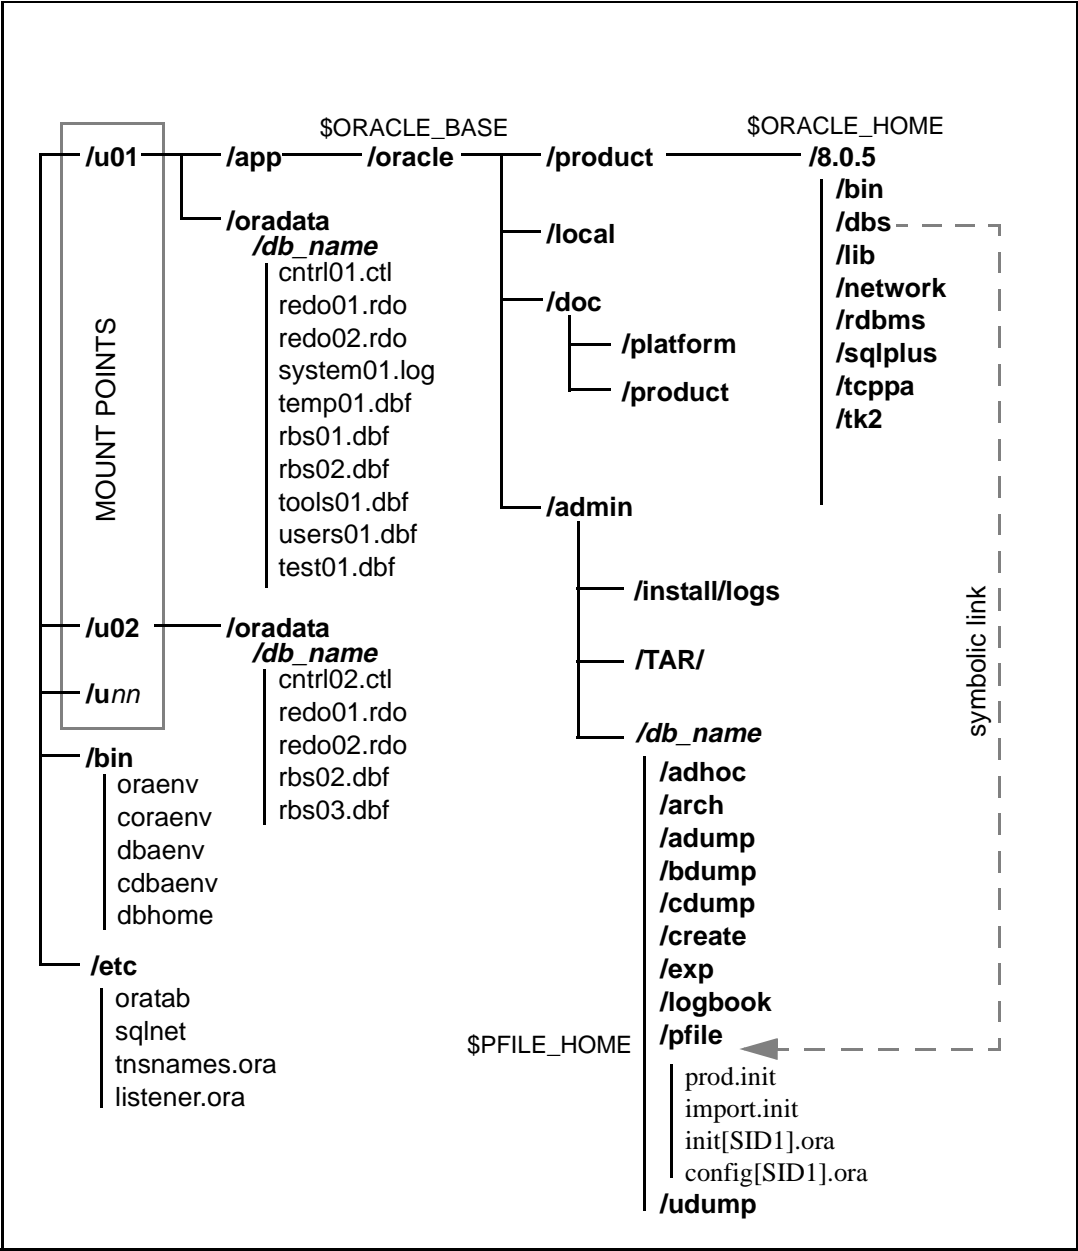 $ORACLE_BASE
$ORACLE_HOME
/u01
/app
/oracle
/product
/8.0.5
/bin
/dbs
/lib
/network
/rdbms
/sqlplus
/tcppa
/tk2
/oradata
/db_name
cntrl01.ctl
redo01.rdo
redo02.rdo
system01.log
temp01.dbf
rbs01.dbf
rbs02.dbf
tools01.dbf
users01.dbf
test01.dbf
/local
/doc
/platform
/product
MOUNT POINTS
/admin
/install/logs
/TAR/
/db_name
/adhoc
/arch
/adump
/bdump
/cdump
/create
/exp
/logbook
$PFILE_HOME
/pfile
prod.init
import.init
init[SID1].ora
config[SID1].ora
/udump
symbolic link
/u02
/oradata
/db_name
cntrl02.ctl
redo01.rdo
redo02.rdo
rbs02.dbf
rbs03.dbf
/unn
/bin
oraenv
coraenv
dbaenv
cdbaenv
dbhome
/etc
oratab
sqlnet
tnsnames.ora
listener.ora